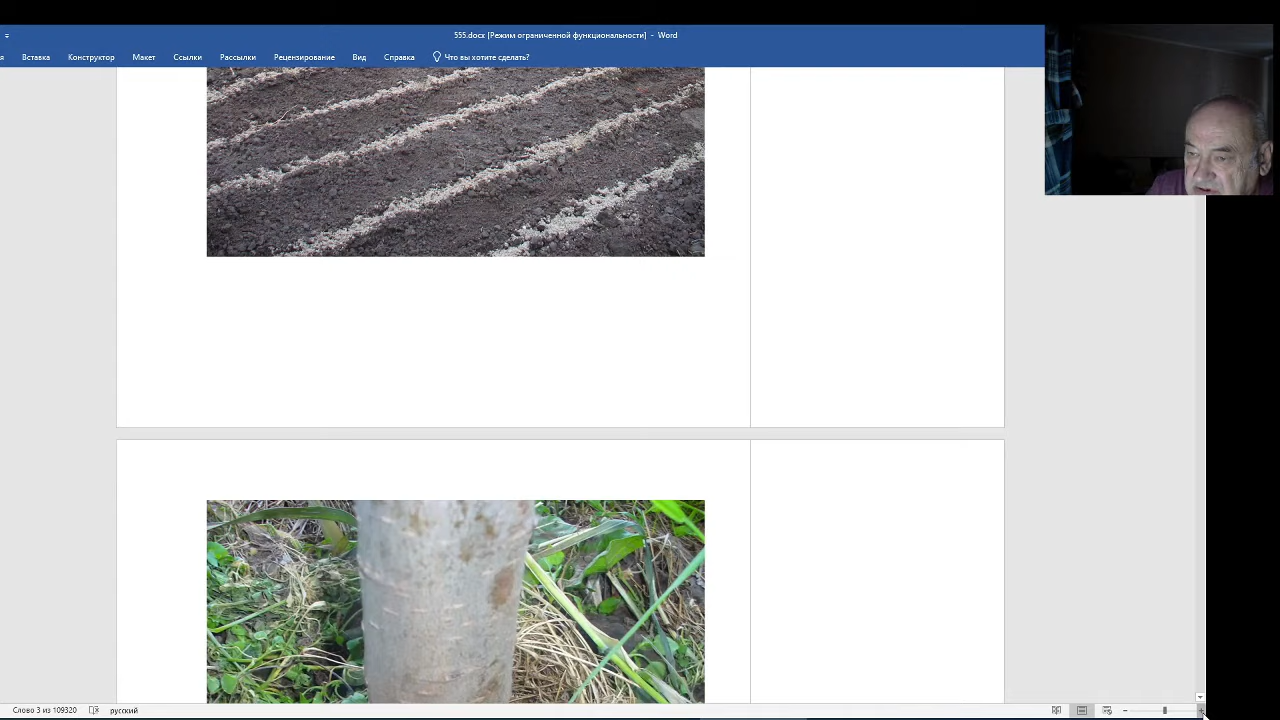 555.docx [Режим ограниченной функциональности] - Word
я Вставка Конструктор Макет Ссылки Рассылки Рецензирование Вид Справка Что вы хотите сделать?
Слово 3 из 109320 русский